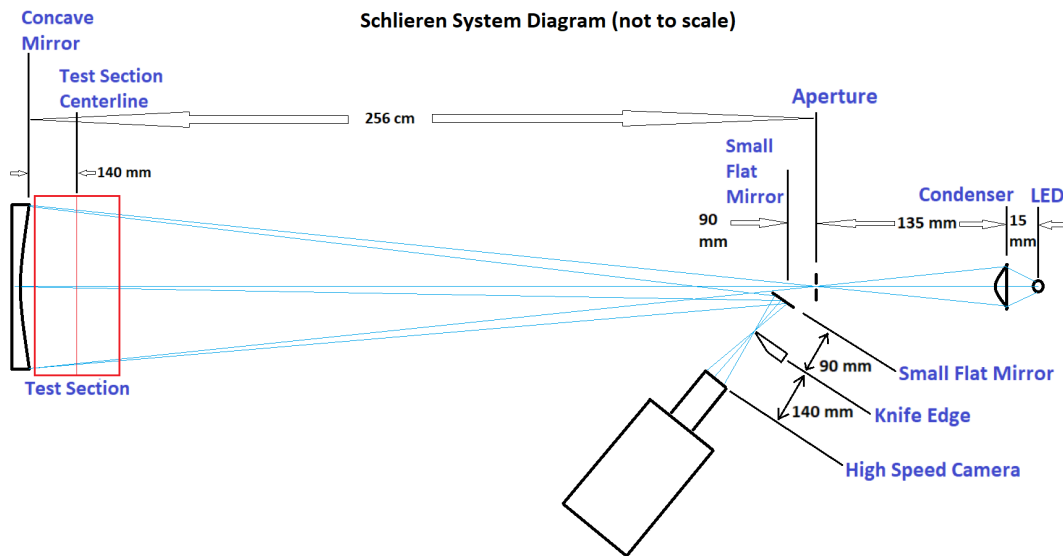 Schlieren System Diagram (not to scale)
Concave
Mirror
Test Section
Centerline
256 cm
Aperture
140 mm
Small
Flat
Mirror
90
mm
135 mm
Condenser
LED
15
mm
Test Section
90 mm
Small Flat Mirror
140 mm
Knife Edge
High Speed Camera